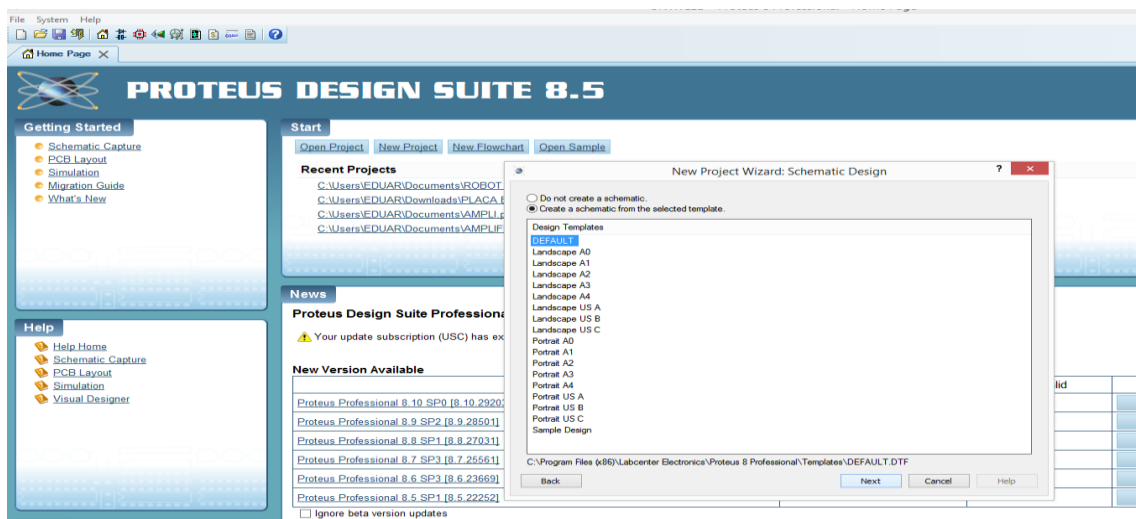 File System Help
Home Page
PROTEUS DESIGN SUITE 8.5
Getting Started
Schematic Capture
PCB Layout
Simulation
Migration Guide
What's New
Help
Help Home
Schematic Capture
PCB Layout
Simulation
Visual Designer
Start
Open Project New Project New Flowchart Open Sample
Recent Projects
C:\Users\EDUAR\Documents\ROBOT
C:\Users\EDUAR\Downloads\PLACA
C:\Users\EDUAR\Documents\AMPLI.
C:\Users\EDUAR\Documents\AMPLIF
News
Proteus Design Suite Professiona
Your update subscription (USC) has ex
New Version Available
lid
Proteus Professional 8.10 SP0 [8.10.2920
Proteus Professional 8.9 SP2 [8.9.28501]
Proteus Professional 8.8 SP1 [8.8.27031]
Proteus Professional 8.7 SP3 [8.7.25561]
Proteus Professional 8.6 SP3 [8.6.23669]
Proteus Professional 8.5 SP1 [8.5.22252]
Ignore beta version updates
New Project Wizard: Schematic Design
? ×
Do not create a schematic.
Create a schematic from the selected template.
Design Templates
DEFAULT
Landscape A0
Landscape A1
Landscape A2
Landscape A3
Landscape A4
Landscape US A
Landscape US B
Landscape US C
Portrait A0
Portrait A1
Portrait A2
Portrait A3
Portrait A4
Portrait US A
Portrait US B
Portrait US C
Sample Design
C:\Program Files (x86)\Labcenter Electronics\Proteus 8 Professional\Templates\DEFAULT.DTF
Back Next Cancel Help